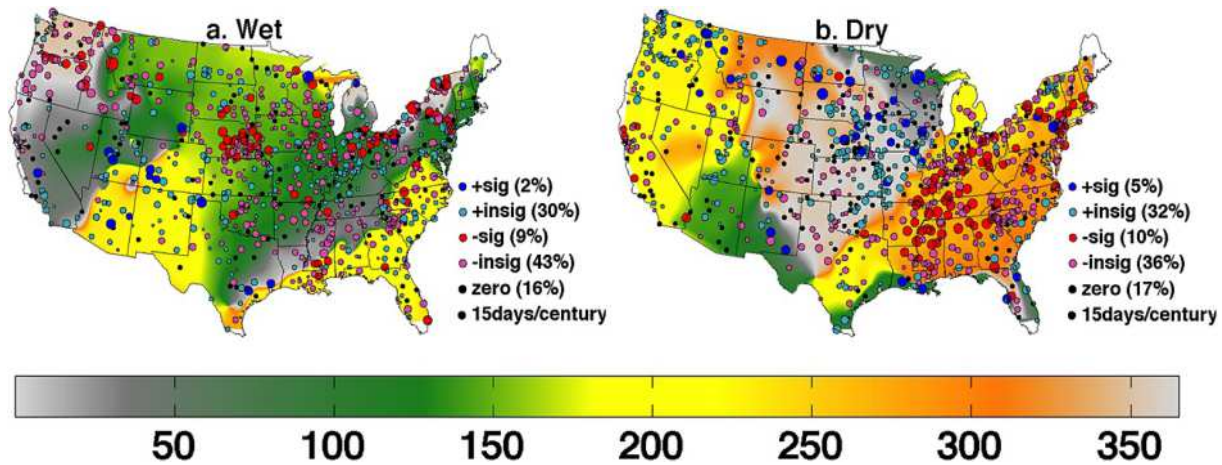 a. Wet
+sig (2%)
+insig (30%)
-sig (9%)
-insig (43%)
zero (16%)
15days/century
b. Dry
+sig (5%)
+insig (32%)
-sig (10%)
-insig (36%)
zero (17%)
15days/century
50 100 150 200 250 300 350